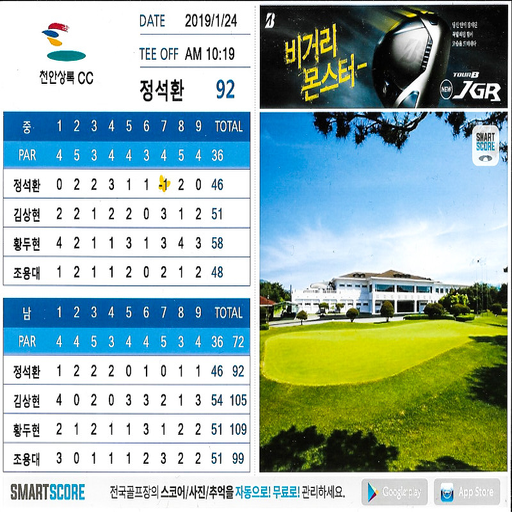 천안상록 CC
DATE 2019/1/24
TEE OFF AM 10:19
정석환 92
비거리
몬스터-
TOUR B
NEW JGR
중 1 2 3 4 5 6 7 8 9 TOTAL
PAR 4 5 3 4 4 3 4 5 4 36
정석환 0 2 2 3 1 1 -1 2 0 46
김상현 2 2 1 2 2 0 3 1 2 51
황두현 4 2 1 1 3 1 3 4 3 58
조용대 1 2 1 1 2 0 2 1 2 48
남 1 2 3 4 5 6 7 8 9 TOTAL
PAR 4 4 5 3 4 4 5 3 4 36 72
정석환 1 2 2 2 0 1 0 1 1 46 92
김상현 4 0 2 0 3 3 2 1 3 54 105
황두현 2 1 2 1 1 3 1 2 2 51 109
조용대 3 0 1 1 1 2 3 2 2 51 99
SMART
SCORE
SMARTSCORE 전국골프장의 스코어/사진/추억을 자동으로! 무료로! 관리하세요. Google play App Store